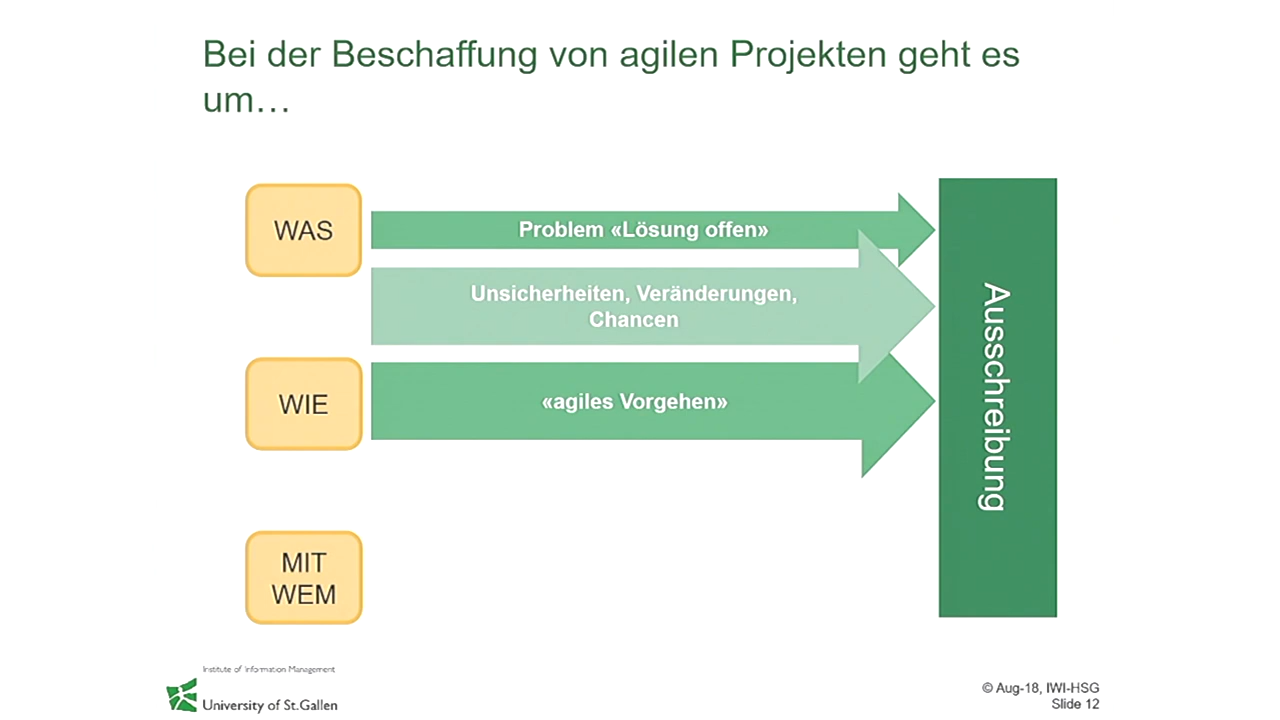 Bei der Beschaffung von agilen Projekten geht es
um…
WAS
Problem «Lösung offen»
Unsicherheiten, Veränderungen,
Chancen
WIE
«agiles Vorgehen»
MIT
WEM
Ausschreibung
Institute of Information Management
University of St.Gallen
© Aug-18, IWI-HSG
Slide 12